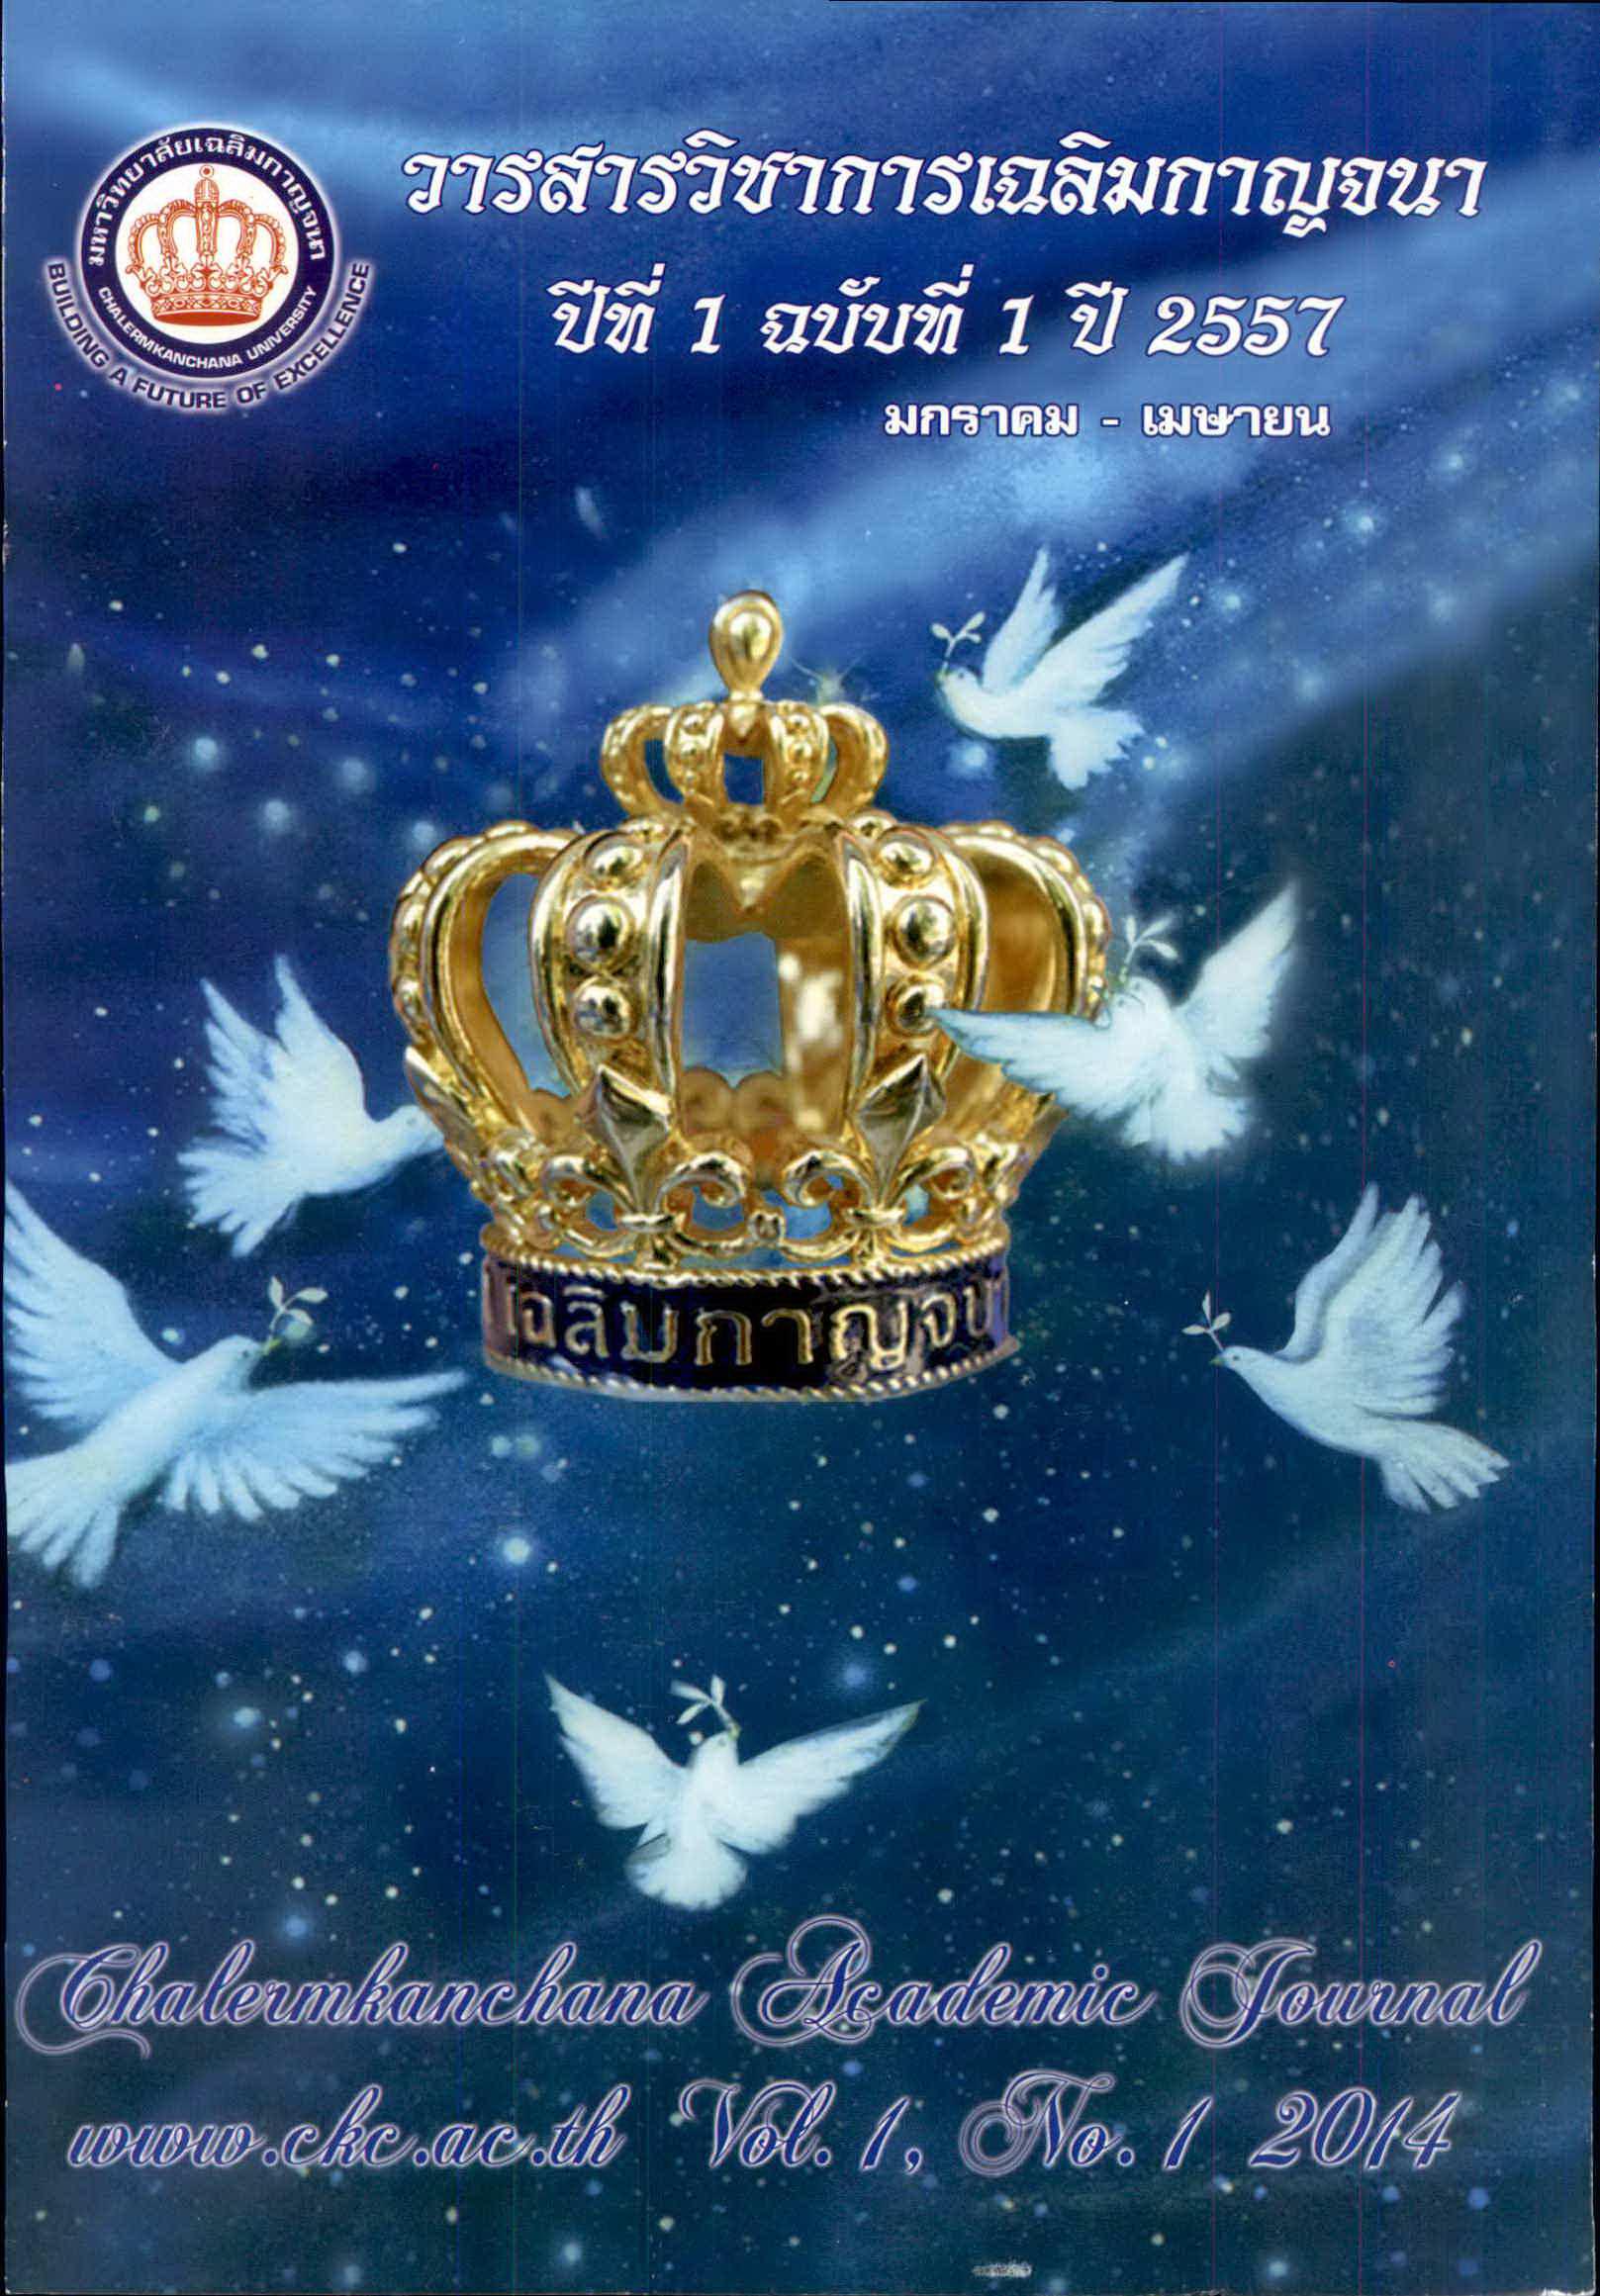 มหาวิทยาลัยเฉลิมกาญจนา
CHALERMKANCHANA UNIVERSITY
BUILDING A FUTURE OF EXCELLENCE
วารสารวิชาการเฉลิมกาญจนา
ปีที่ 1 ฉบับที่ 1 ปี 2557
มกราคม - เมษายน
เฉลิมกาญจน
Chalermkanchana Academic Journal
www.ckc.ac.th Vol. 1, No. 1 2014